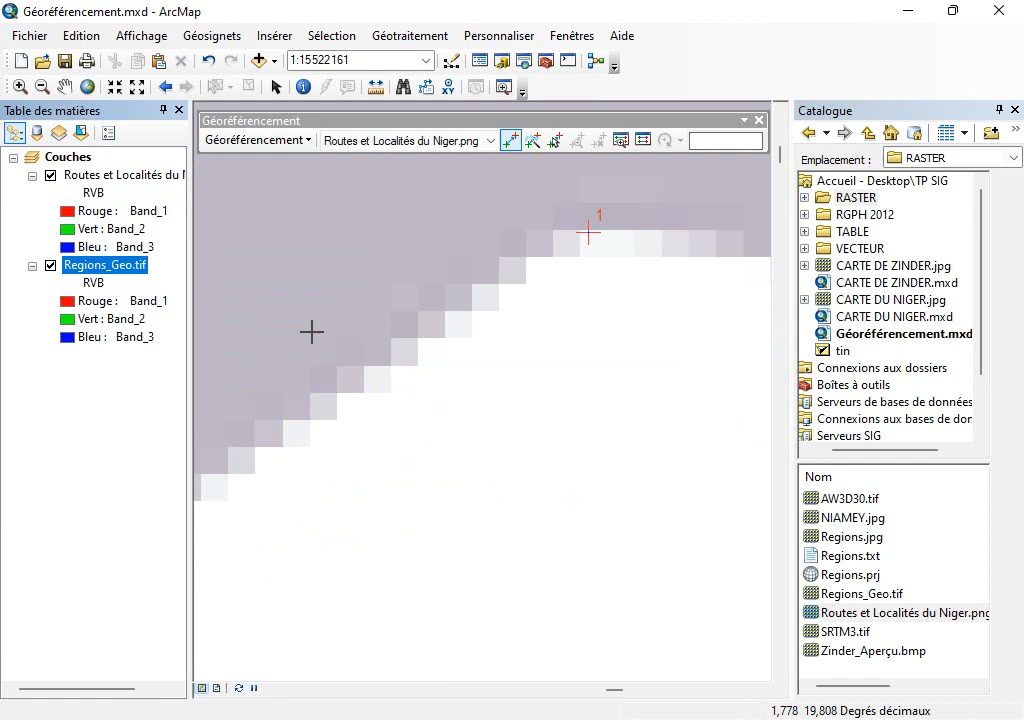 Géoréférencement.mxd - ArcMap
Fichier Edition Affichage Géosignets Insérer Sélection Géotraitement Personnaliser Fenêtres Aide
1:15522161
Table des matières
Couches
Routes et Localités du N
RVB
Rouge : Band_1
Vert : Band_2
Bleu : Band_3
Regions_Geo.tif
RVB
Rouge : Band_1
Vert : Band_2
Bleu : Band_3
Géoréférencement
Géoréférencement Routes et Localités du Niger.png
1
Catalogue
Emplacement : RASTER
Accueil - Desktop\TP SIG
RASTER
RGPH 2012
TABLE
VECTEUR
CARTE DE ZINDER.jpg
CARTE DE ZINDER.mxd
CARTE DU NIGER.jpg
CARTE DU NIGER.mxd
Géoréférencement.mxd
tin
Connexions aux dossiers
Boîtes à outils
Serveurs de bases de données
Connexions aux bases de don
Serveurs SIG
Nom
AW3D30.tif
NIAMEY.jpg
Regions.jpg
Regions.txt
Regions.prj
Regions_Geo.tif
Routes et Localités du Niger.png
SRTM3.tif
Zinder_Aperçu.bmp
1,778 19,808 Degrés décimaux